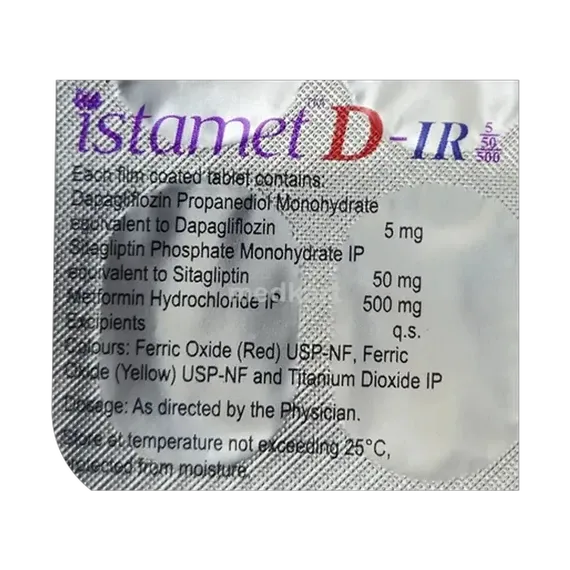 istamet™ D-IR 5/50/500
Each film coated tablet contains:
Dapagliflozin Propanediol Monohydrate
equivalent to Dapagliflozin 5 mg
Sitagliptin Phosphate Monohydrate IP
equivalent to Sitagliptin 50 mg
Metformin Hydrochloride IP 500 mg
Excipients q.s.
Colours: Ferric Oxide (Red) USP-NF, Ferric
Oxide (Yellow) USP-NF and Titanium Dioxide IP
Dosage: As directed by the Physician.
Store at temperature not exceeding 25°C,
protected from moisture.
medkart